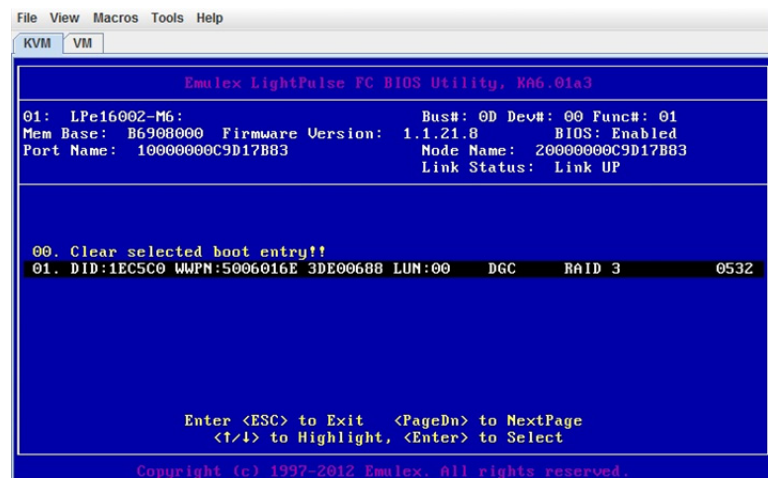 File View Macros Tools Help
KVM VM
Emulex LightPulse FC BIOS Utility, KA6.01a3
01: LPe16002-M6: Bus#: 0D Dev#: 00 Func#: 01
Mem Base: B6908000 Firmware Version: 1.1.21.8 BIOS: Enabled
Port Name: 10000000C9D17B83 Node Name: 20000000C9D17B83
Link Status: Link UP
00. Clear selected boot entry!!
01. DID:1EC5C0 WWPN:5006016E 3DE00688 LUN:00 DGC RAID 3 0532
Enter <ESC> to Exit <PageDn> to NextPage
<↑/↓> to Highlight, <Enter> to Select
Copyright (c) 1997-2012 Emulex. All rights reserved.